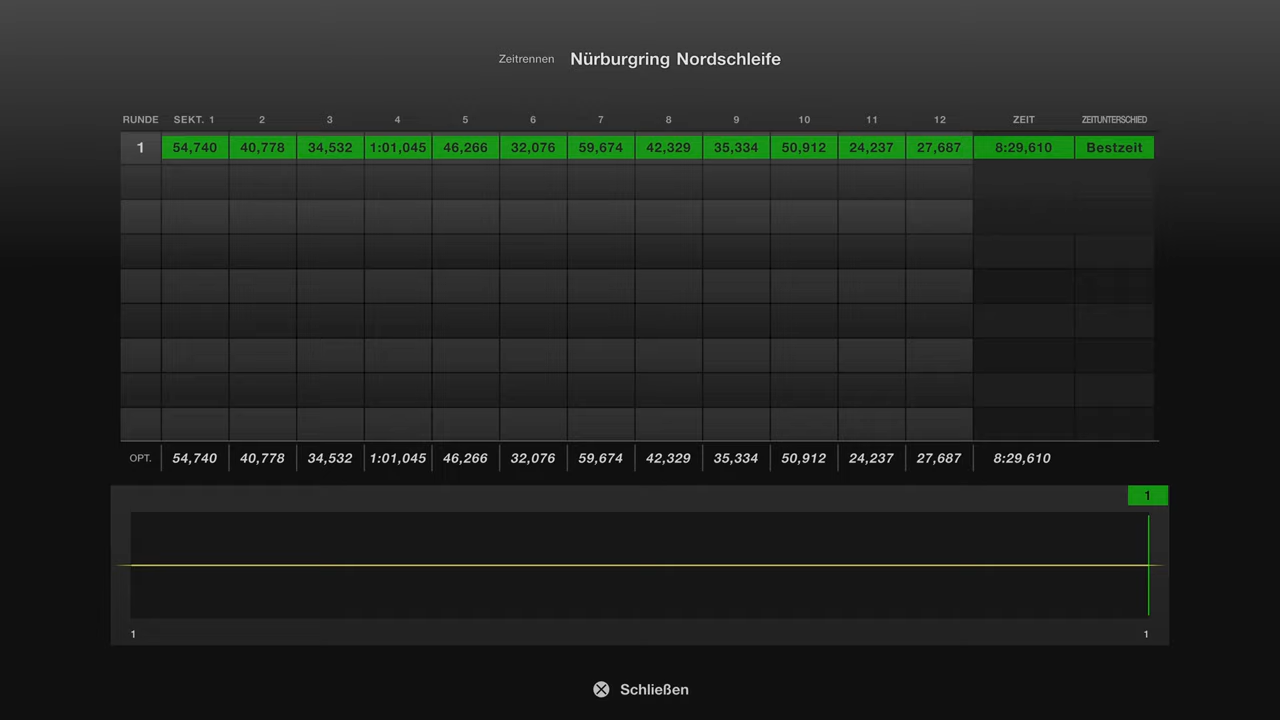 Zeitrennen Nürburgring Nordschleife
RUNDE SEKT. 1 2 3 4 5 6 7 8 9 10 11 12 ZEIT ZEITUNTERSCHIED
1 54,740 40,778 34,532 1:01,045 46,266 32,076 59,674 42,329 35,334 50,912 24,237 27,687 8:29,610 Bestzeit
OPT. 54,740 40,778 34,532 1:01,045 46,266 32,076 59,674 42,329 35,334 50,912 24,237 27,687 8:29,610
1
1 1
Schließen